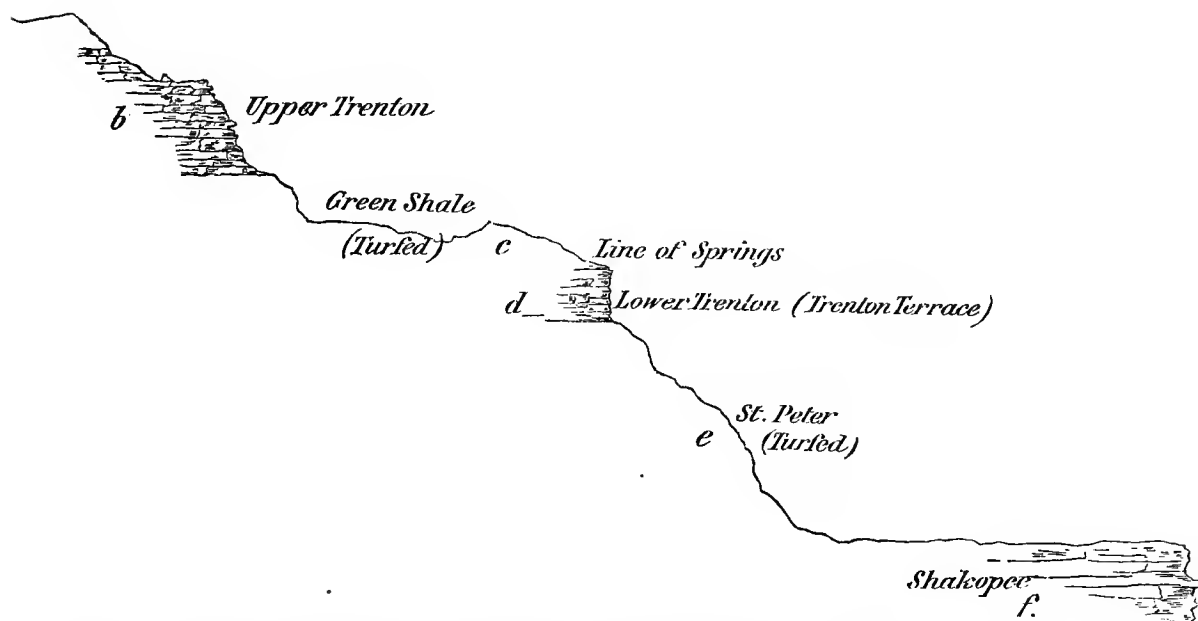 b
Upper Trenton
Green Shale
(Turfed)
c
Line of Springs
d
Lower Trenton (Trenton Terrace)
St. Peter
(Turfed)
e
Shakopee
f.